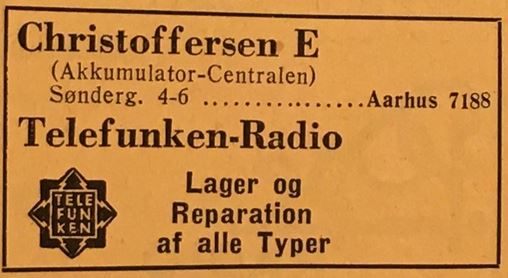 Christoffersen E
(Akkumulator-Centralen)
Sønderg. 4-6 ................Aarhus 7188
Telefunken-Radio
TELE
FUN
KEN
Lager og
Reparation
af alle Typer